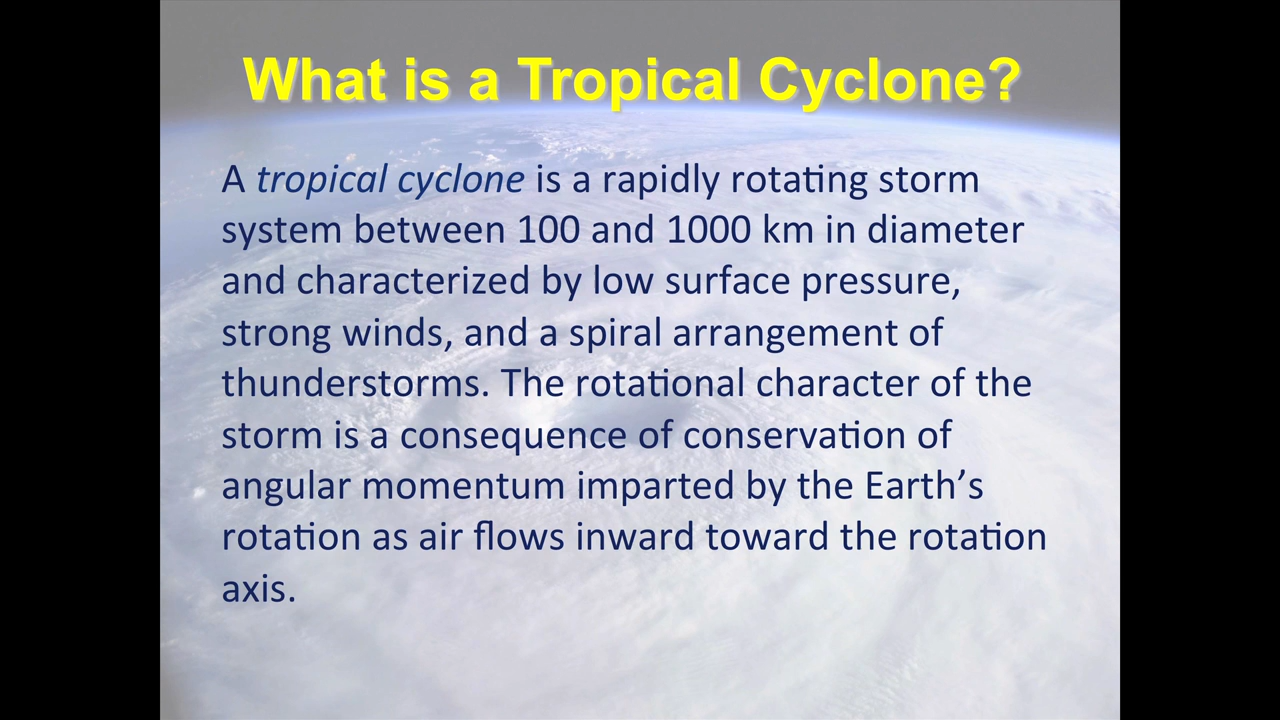 What is a Tropical Cyclone?
A tropical cyclone is a rapidly rotating storm
system between 100 and 1000 km in diameter
and characterized by low surface pressure,
strong winds, and a spiral arrangement of
thunderstorms. The rotational character of the
storm is a consequence of conservation of
angular momentum imparted by the Earth’s
rotation as air flows inward toward the rotation
axis.